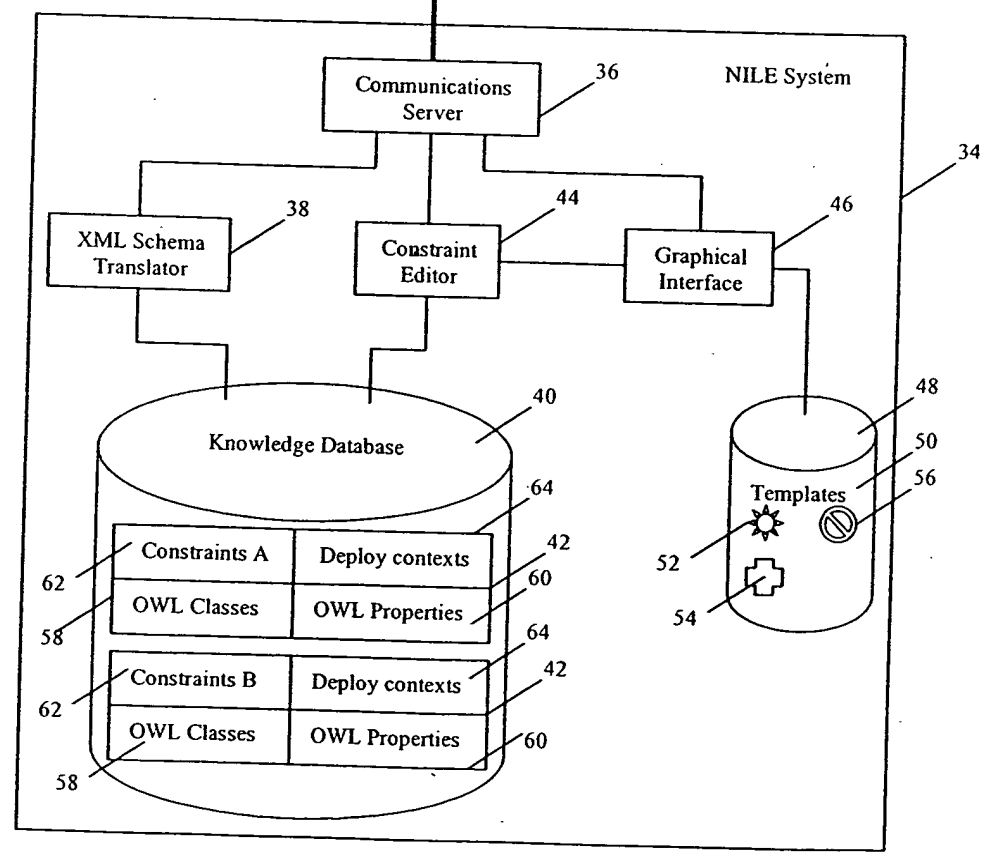 NILE System
34
Communications
Server
36
XML Schema
Translator
38
Constraint
Editor
44
Graphical
Interface
46
Knowledge Database
40
48
50
Templates
56
52
54
64
Constraints A
Deploy contexts
42
62
OWL Classes
OWL Properties
60
58
64
Constraints B
Deploy contexts
42
62
OWL Classes
OWL Properties
60
58